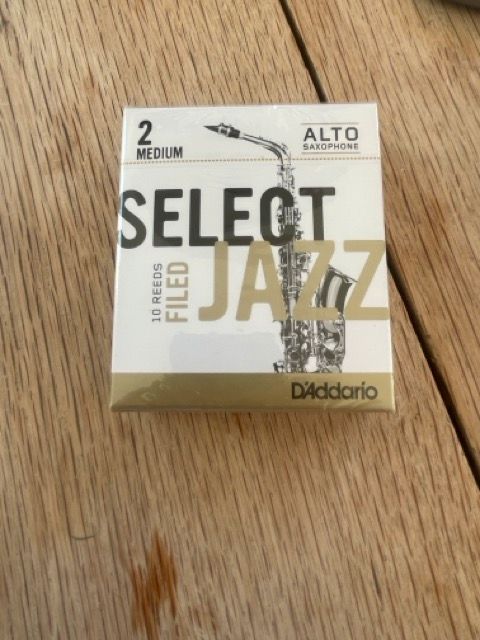 2
MEDIUM
ALTO
SAXOPHONE
SELECT
JAZZ
10 REEDS
FILED
D'Addario